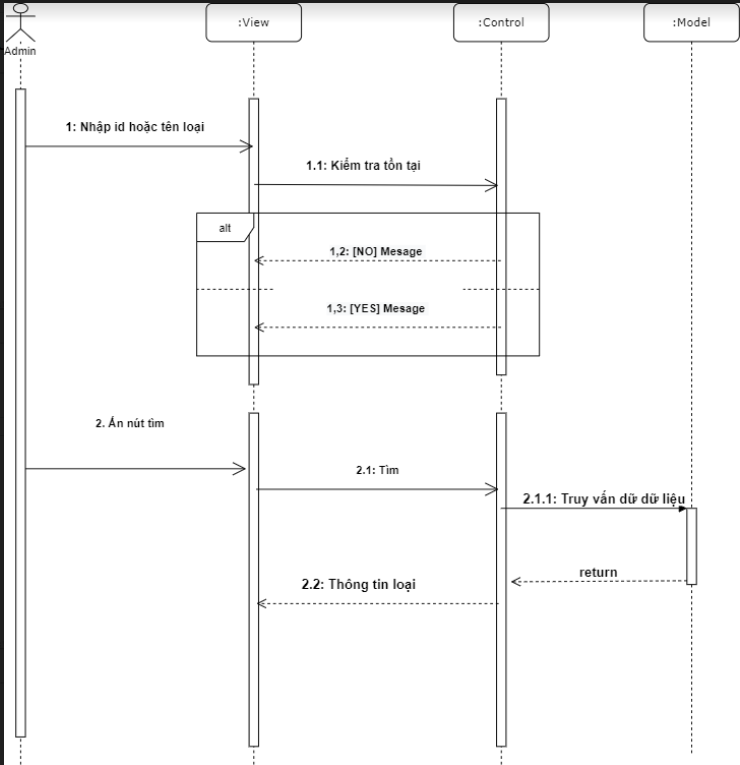 :View
:Control
:Model
Admin
1: Nhập id hoặc tên loại
1.1: Kiểm tra tồn tại
alt
1,2: [NO] Mesage
1,3: [YES] Mesage
2. Ấn nút tìm
2.1: Tìm
2.1.1: Truy vấn dữ dữ liệu
return
2.2: Thông tin loại